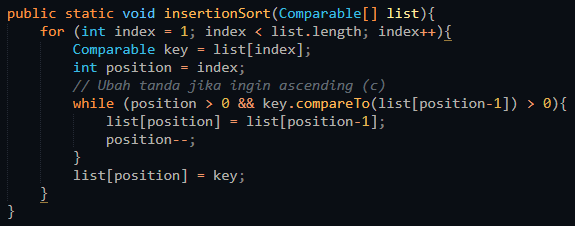 public static void insertionSort(Comparable[] list){
    for (int index = 1; index < list.length; index++){
        Comparable key = list[index];
        int position = index;
        // Ubah tanda jika ingin ascending (c)
        while (position > 0 && key.compareTo(list[position-1]) > 0){
            list[position] = list[position-1];
            position--;
        }
        list[position] = key;
    }
}